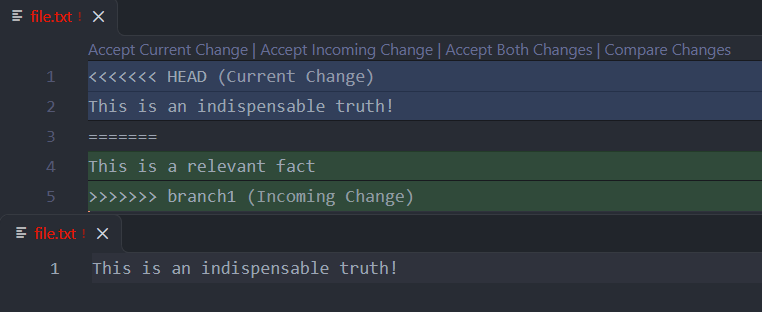 file.txt !
Accept Current Change | Accept Incoming Change | Accept Both Changes | Compare Changes
1 <<<<<<< HEAD (Current Change)
2 This is an indispensable truth!
3 =======
4 This is a relevant fact
5 >>>>>>> branch1 (Incoming Change)
file.txt !
1 This is an indispensable truth!